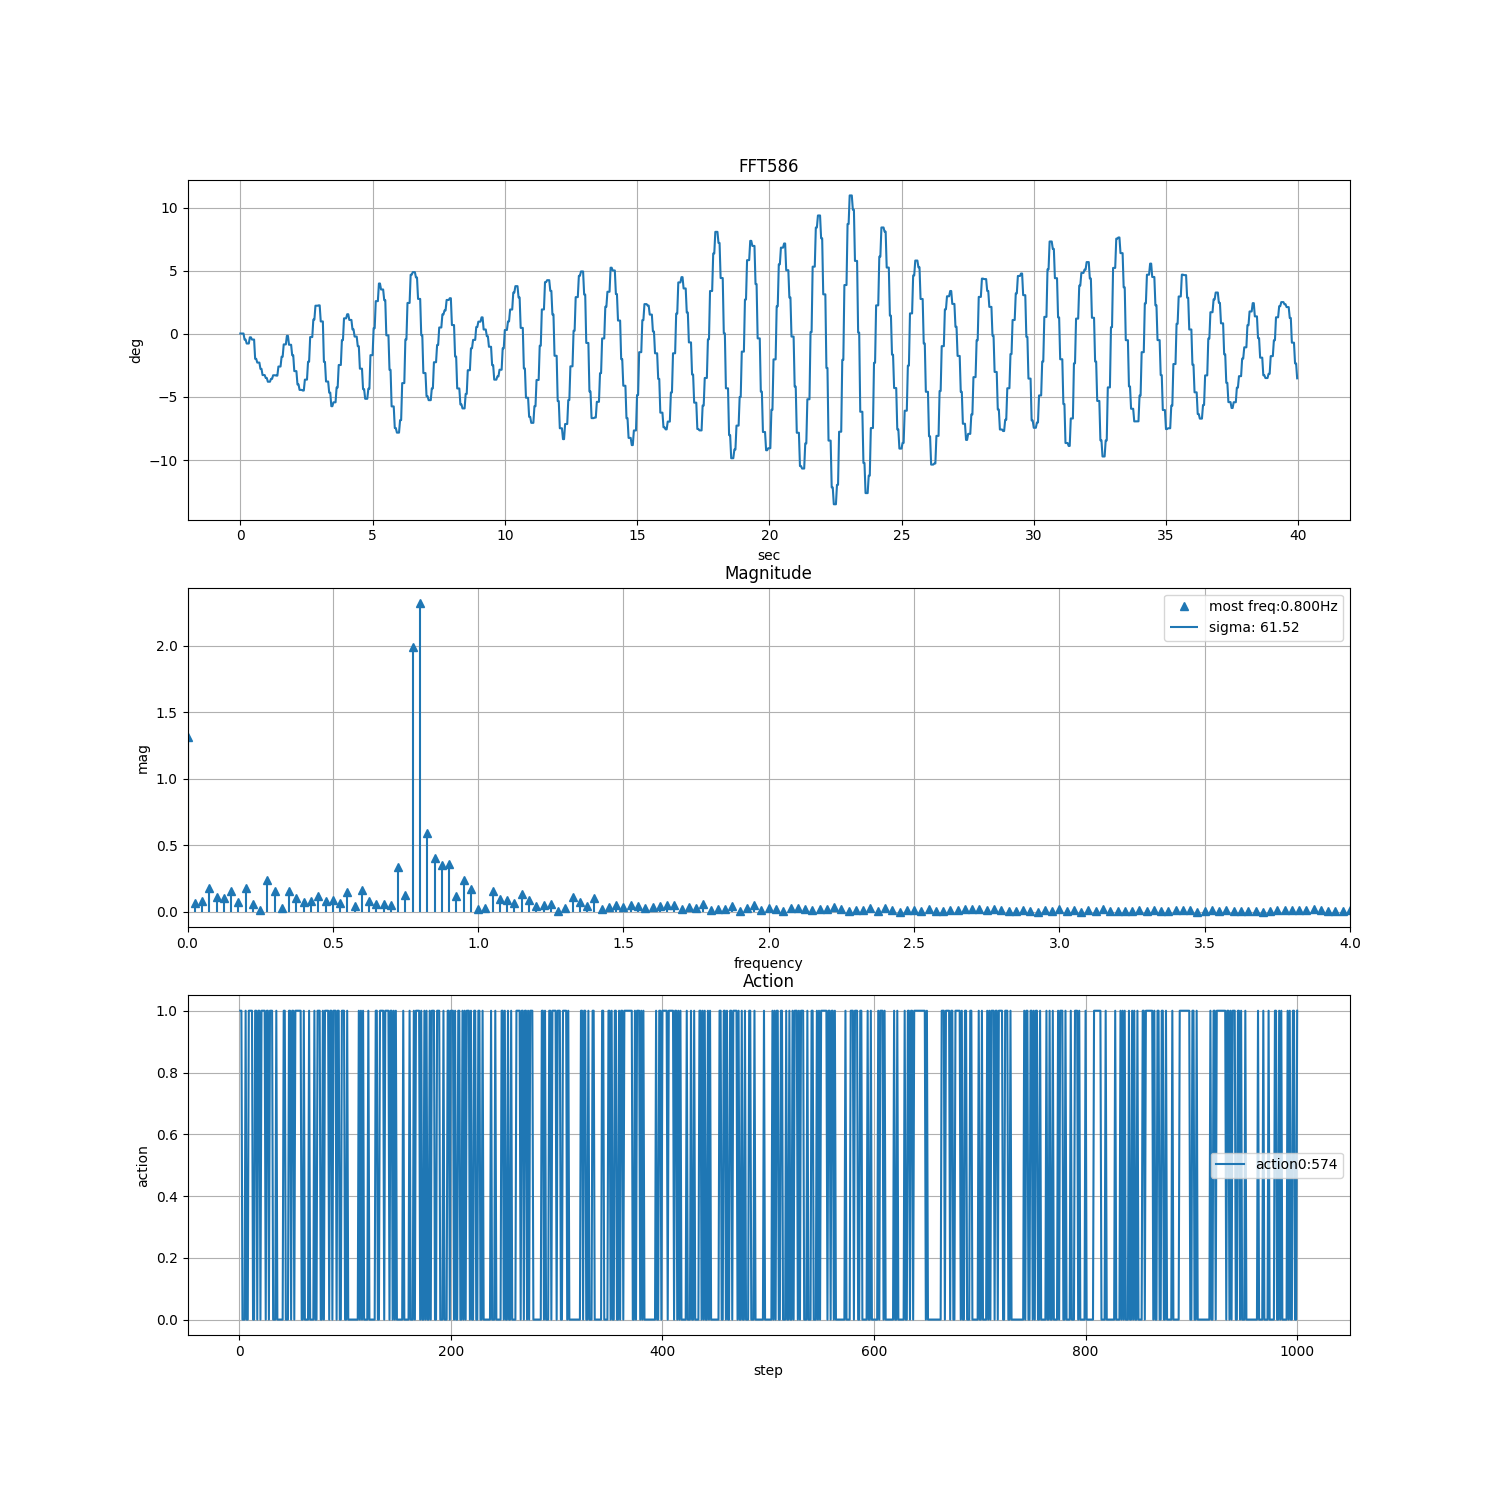 FFT586
10
5
0
−5
−10
deg
0 5 10 15 20 25 30 35 40
sec
Magnitude
most freq:0.800Hz
sigma: 61.52
2.0
1.5
1.0
0.5
0.0
mag
0.0 0.5 1.0 1.5 2.0 2.5 3.0 3.5 4.0
frequency
Action
1.0
0.8
0.6
0.4
0.2
0.0
action
action0:574
0 200 400 600 800 1000
step